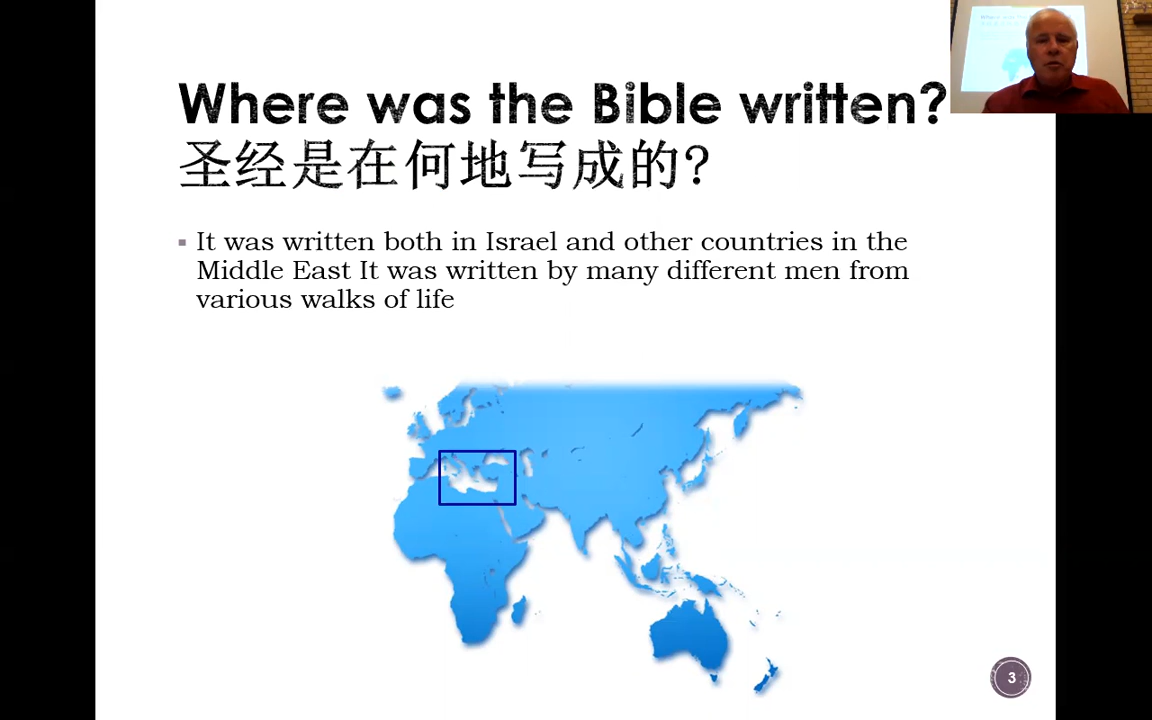 Where was the Bible written?
圣经是在何地写成的?
It was written both in Israel and other countries in the
Middle East It was written by many different men from
various walks of life
3